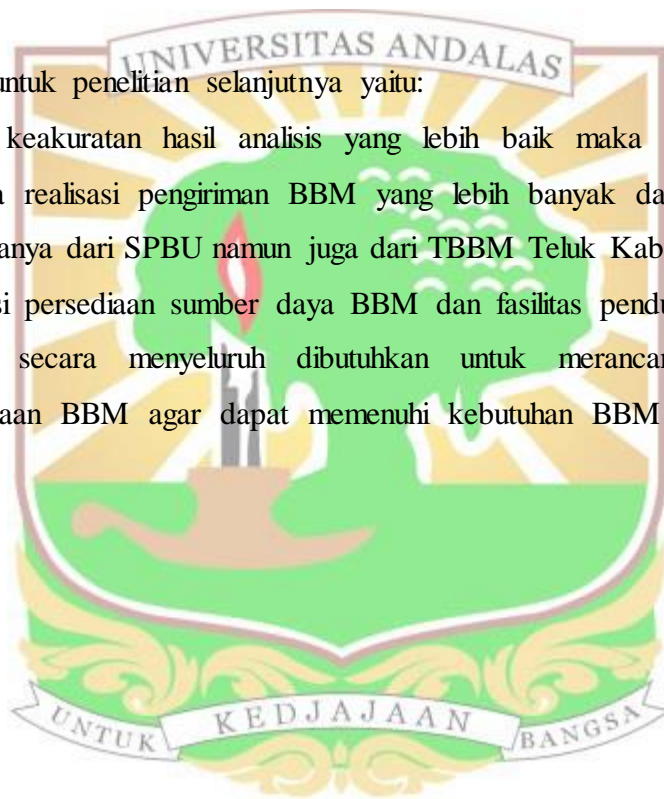 UNIVERSITAS ANDALAS
untuk penelitian selanjutnya yaitu:
keakuratan hasil analisis yang lebih baik maka
realisasi pengiriman BBM yang lebih banyak da
anya dari SPBU namun juga dari TBBM Teluk Kab
si persediaan sumber daya BBM dan fasilitas pendu
secara menyeluruh dibutuhkan untuk merancan
aan BBM agar dapat memenuhi kebutuhan BBM
UNTUK KEDJAJAAN BANGSA